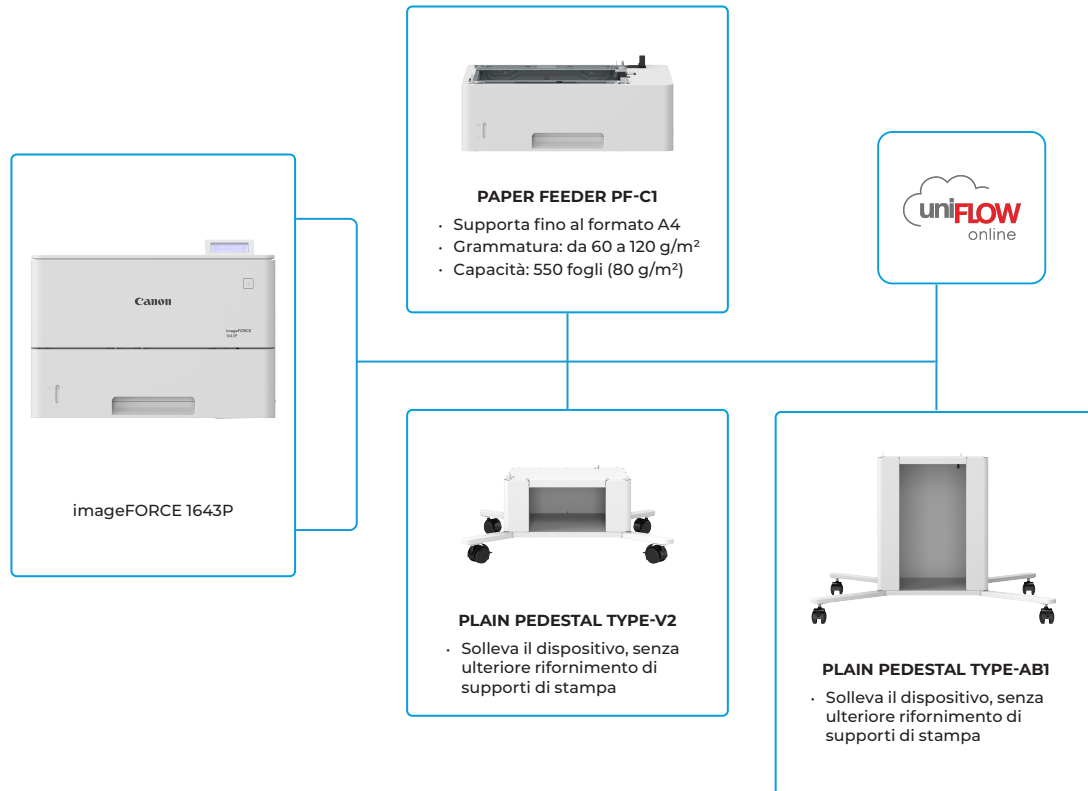 PAPER FEEDER PF-C1
· Supporta fino al formato A4
· Grammatura: da 60 a 120 g/m²
· Capacità: 550 fogli (80 g/m²)
uniFLOW
online
Canon
imageFORCE
1643P
imageFORCE 1643P
PLAIN PEDESTAL TYPE-V2
· Solleva il dispositivo, senza
ulteriore rifornimento di
supporti di stampa
PLAIN PEDESTAL TYPE-AB1
· Solleva il dispositivo, senza
ulteriore rifornimento di
supporti di stampa